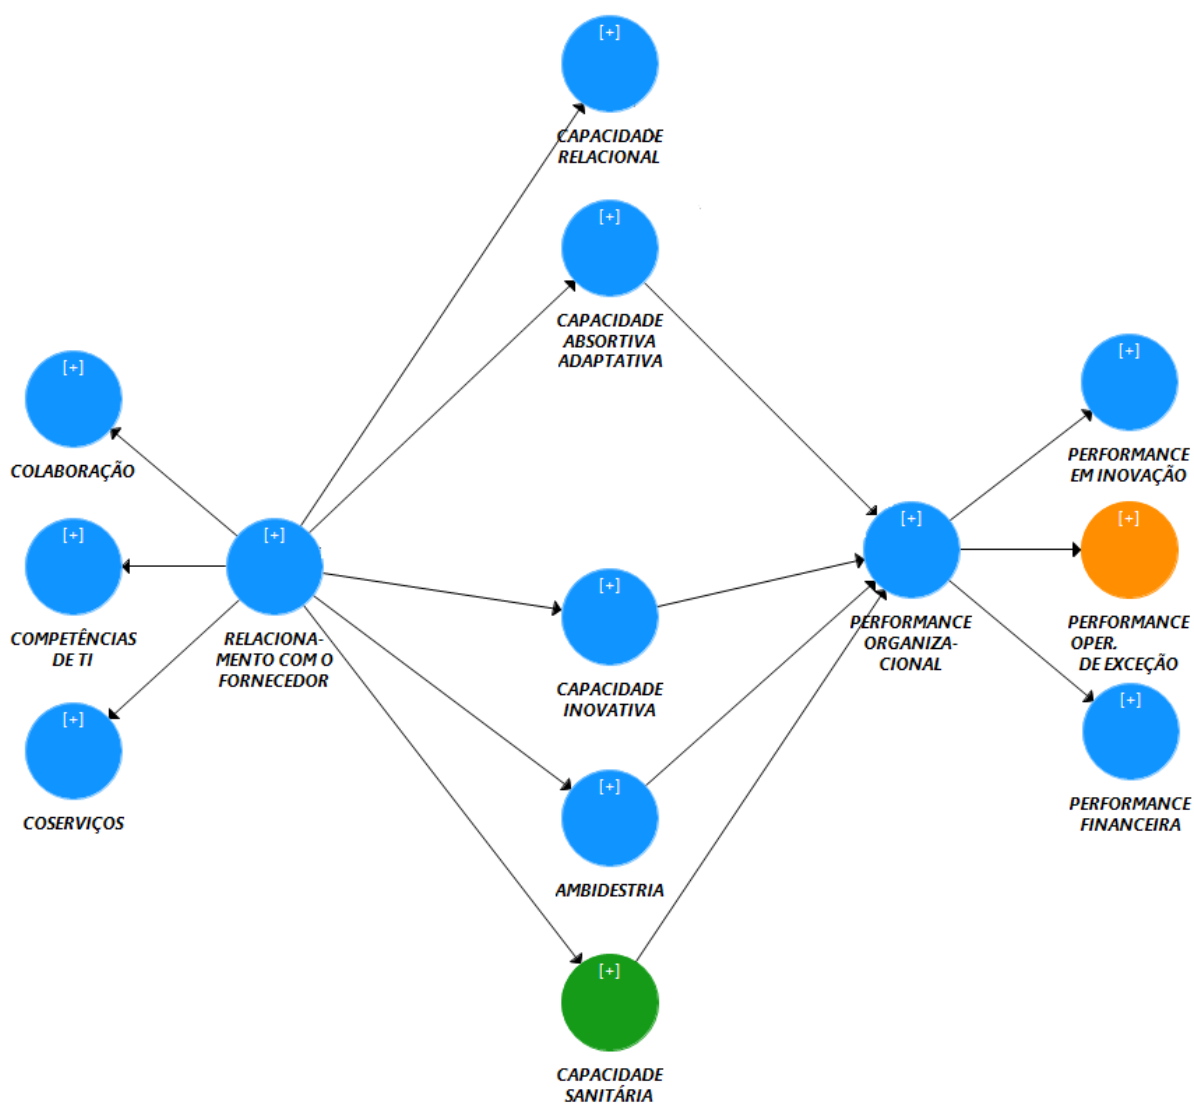 [+]
CAPACIDADE
RELACIONAL
[+]
CAPACIDADE
ABSORTIVA
ADAPTATIVA
[+]
COLABORAÇÃO
[+]
COMPETÊNCIAS
DE TI
[+]
COSERVIÇOS
[+]
RELACIONA-
MENTO COM O
FORNECEDOR
[+]
CAPACIDADE
INOVATIVA
[+]
AMBIDESTRIA
[+]
CAPACIDADE
SANITÁRIA
[+]
PERFORMANCE
ORGANIZA-
CIONAL
[+]
PERFORMANCE
EM INOVAÇÃO
[+]
PERFORMANCE
OPER.
DE EXCEÇÃO
[+]
PERFORMANCE
FINANCEIRA